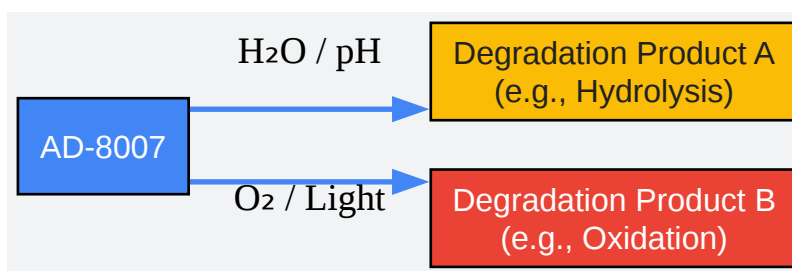 H₂O / pH
Degradation Product A
(e.g., Hydrolysis)
AD-8007
O₂ / Light
Degradation Product B
(e.g., Oxidation)